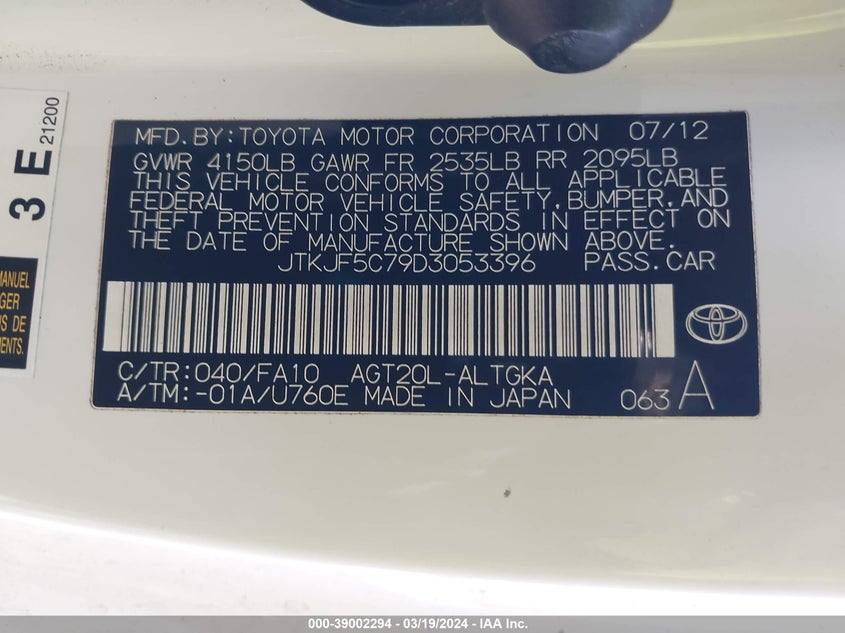 3 E 21200
MANUEL
GER
US DE
MENTS.
MFD.BY:TOYOTA MOTOR CORPORATION 07/12
GVWR 4150LB GAWR FR 2535LB RR 2095LB
THIS VEHICLE CONFORMS TO ALL APPLICABLE
FEDERAL MOTOR VEHICLE SAFETY,BUMPER,AND
THEFT PREVENTION STANDARDS IN EFFECT ON
THE DATE OF MANUFACTURE SHOWN ABOVE.
JTKJF5C79D3053396 PASS.CAR
C/TR:040/FA10 AGT20L-ALTGKA
A/TM:-01A/U760E MADE IN JAPAN 063 A
000-39002294 - 03/19/2024 - IAA Inc.